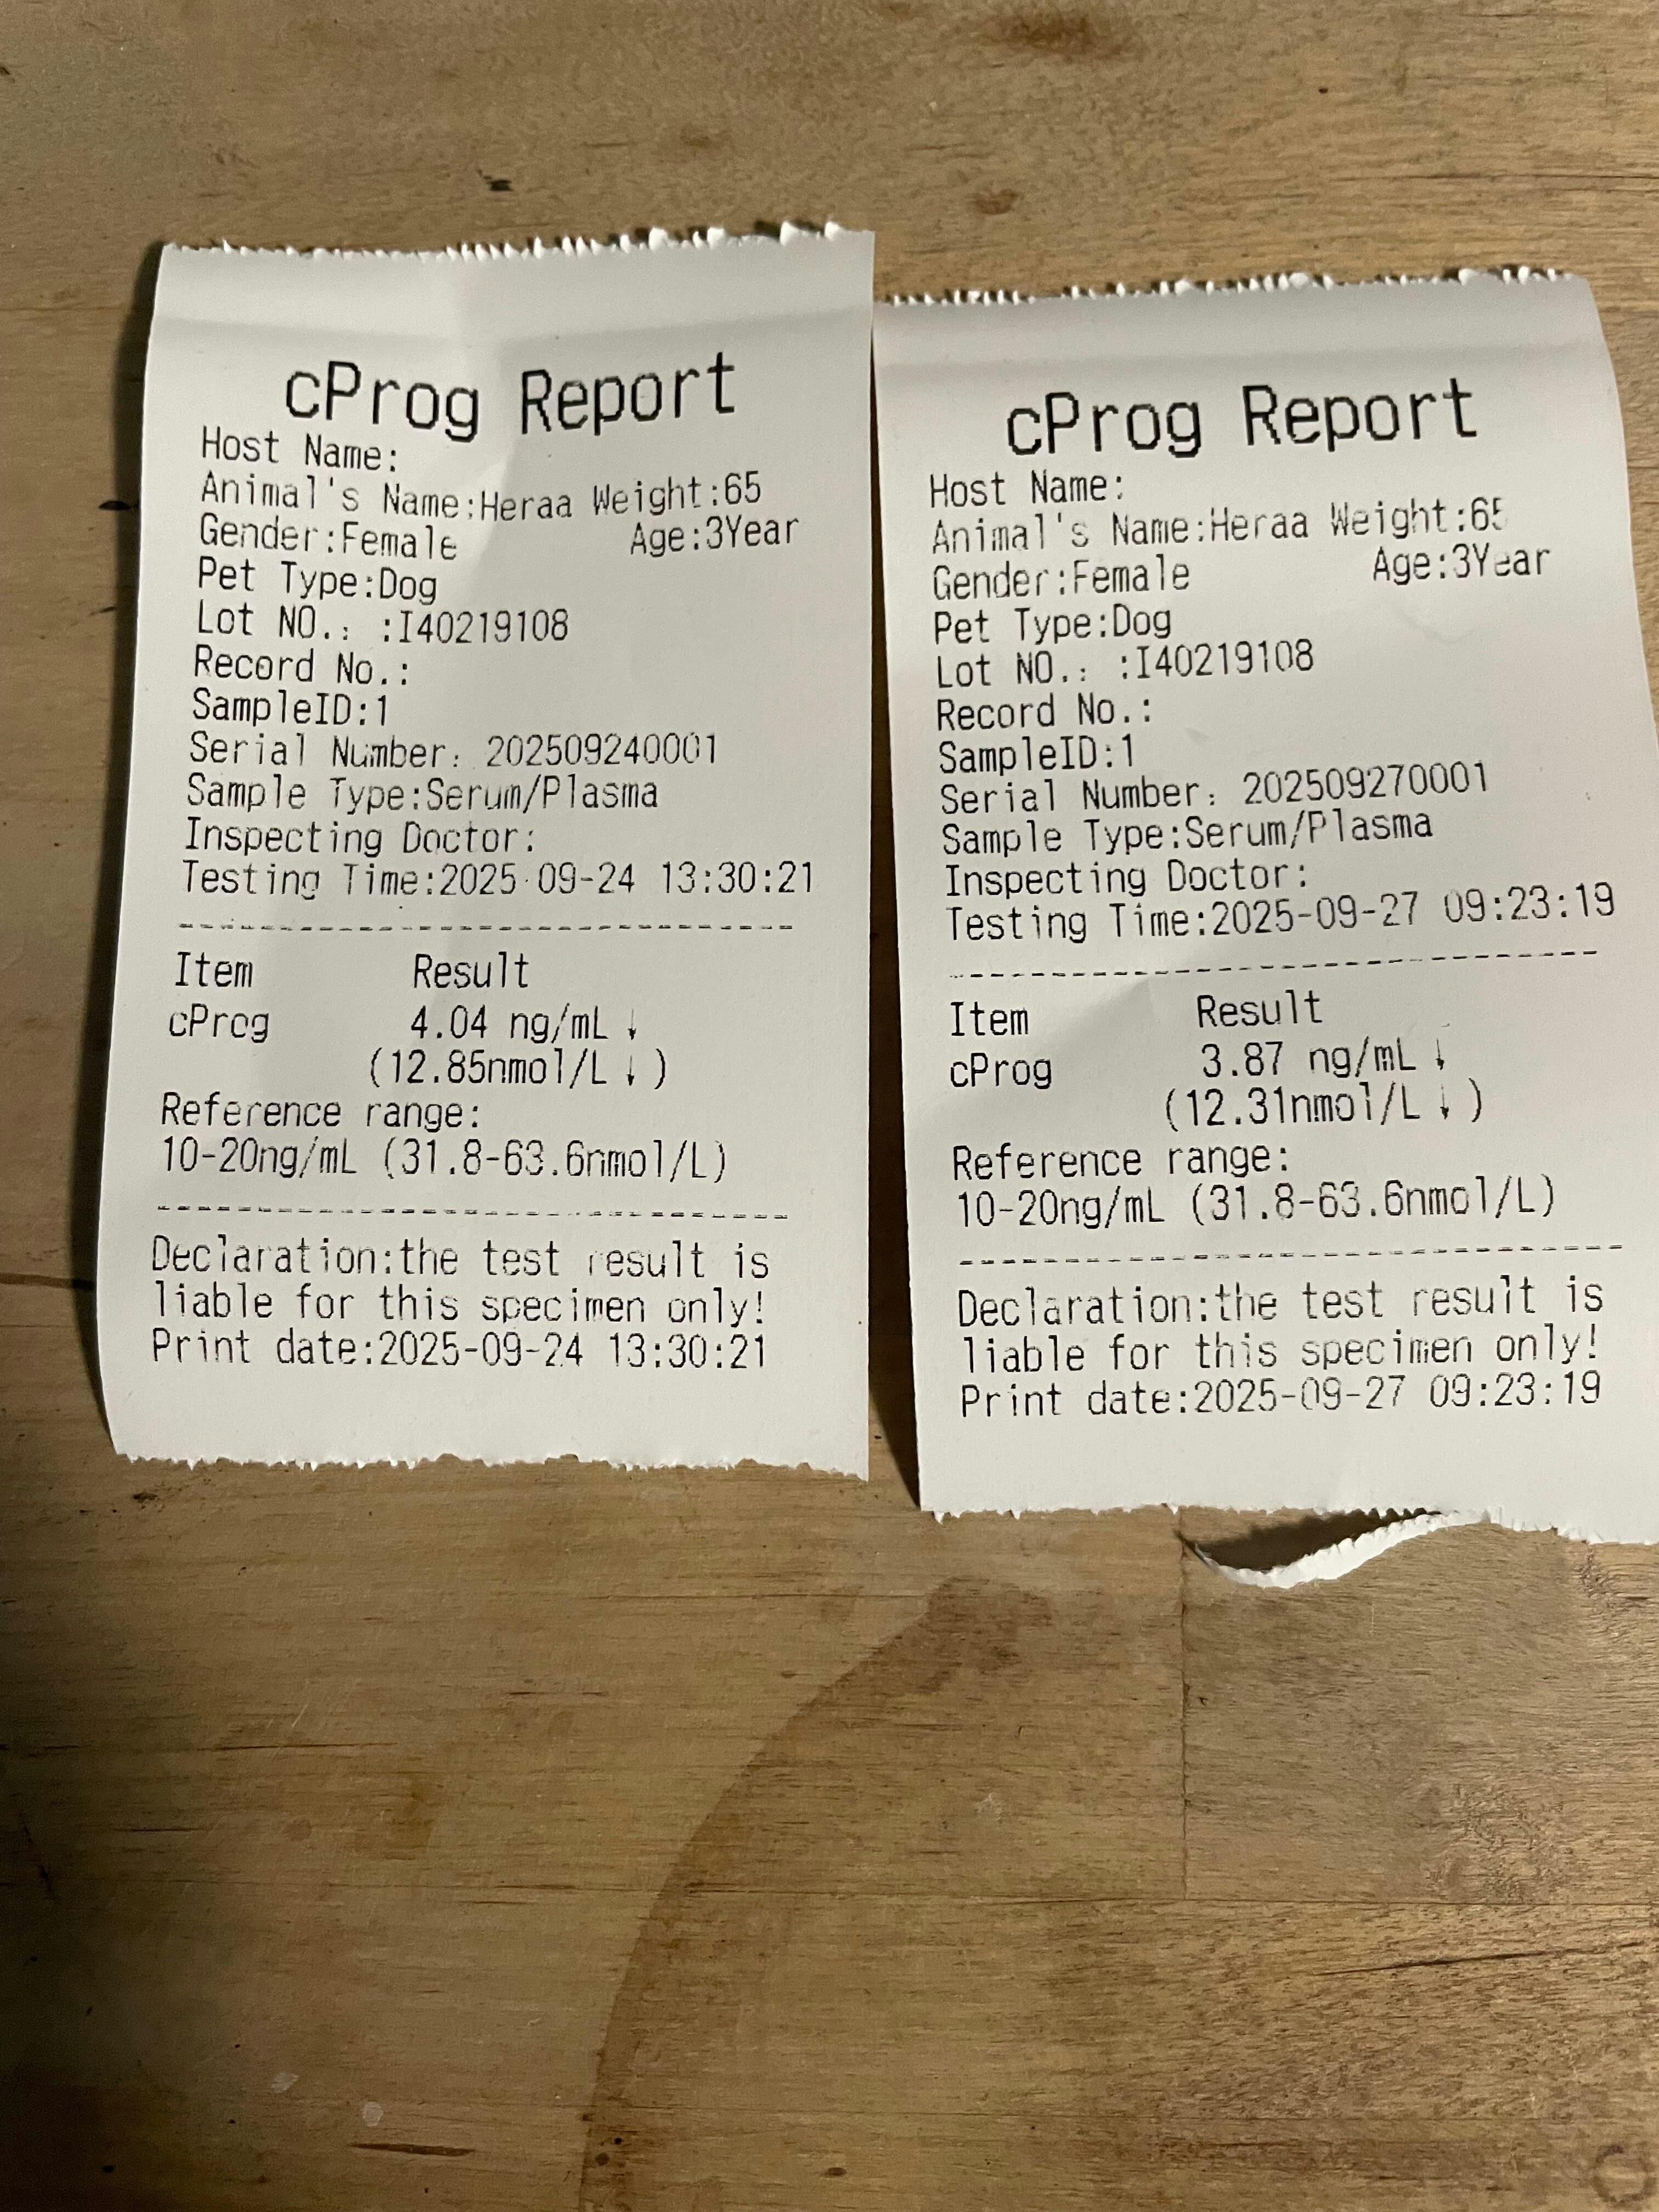 cProg Report
Host Name:
Animal's Name:Heraa Weight:65
Gender:Female Age:3Year
Pet Type:Dog
Lot NO.: :I40219108
Record No.:
SampleID:1
Serial Number: 202509240001
Sample Type:Serum/Plasma
Inspecting Doctor:
Testing Time:2025-09-24 13:30:21
Item Result
cProg 4.04 ng/mL ↓
(12.85nmol/L ↓ )
Reference range:
10-20ng/mL (31.8-63.6nmol/L)
Declaration:the test result is
liable for this specimen only!
Print date:2025-09-24 13:30:21
cProg Report
Host Name:
Animal's Name:Heraa Weight:65
Gender:Female Age:3Year
Pet Type:Dog
Lot NO.: :I40219108
Record No.:
SampleID:1
Serial Number: 202509270001
Sample Type:Serum/Plasma
Inspecting Doctor:
Testing Time:2025-09-27 09:23:19
Item Result
cProg 3.87 ng/mL ↓
(12.31nmol/L ↓ )
Reference range:
10-20ng/mL (31.8-63.6nmol/L)
Declaration:the test result is
liable for this specimen only!
Print date:2025-09-27 09:23:19